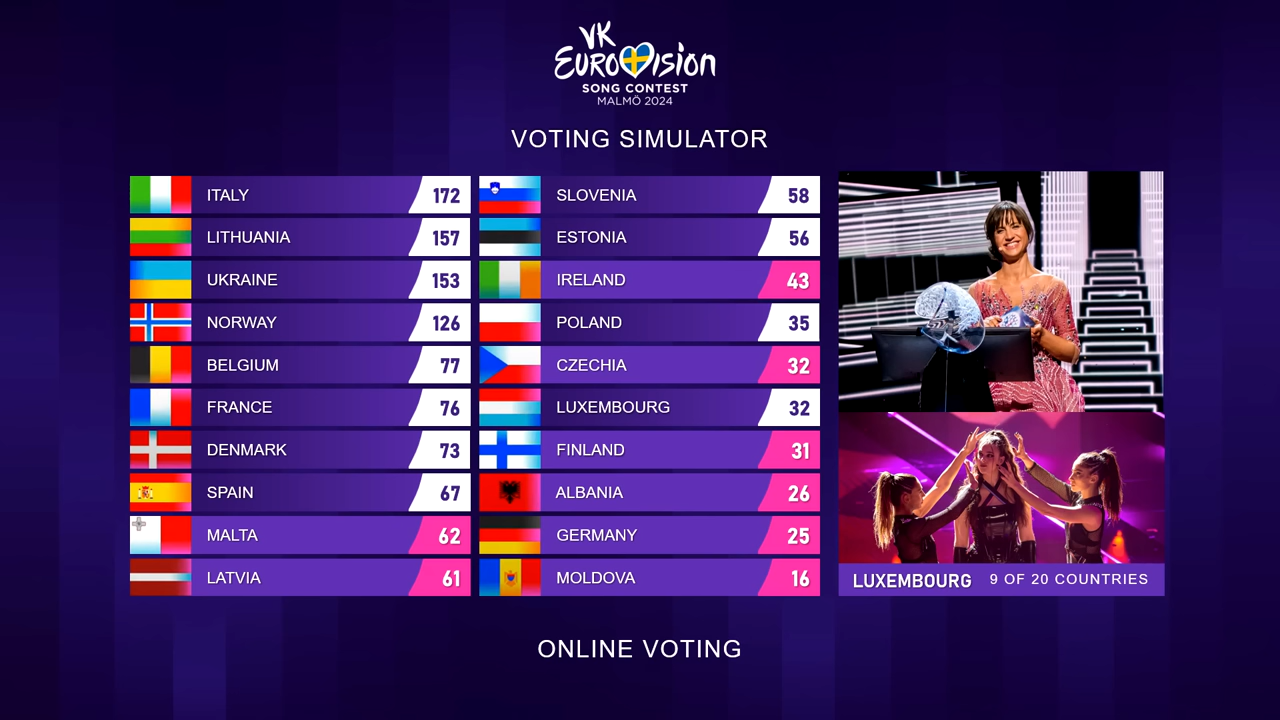 VK
EUROVISION
SONG CONTEST
MALMÖ 2024
VOTING SIMULATOR
ITALY 172
LITHUANIA 157
UKRAINE 153
NORWAY 126
BELGIUM 77
FRANCE 76
DENMARK 73
SPAIN 67
MALTA 62
LATVIA 61
SLOVENIA 58
ESTONIA 56
IRELAND 43
POLAND 35
CZECHIA 32
LUXEMBOURG 32
FINLAND 31
ALBANIA 26
GERMANY 25
MOLDOVA 16
LUXEMBOURG 9 OF 20 COUNTRIES
ONLINE VOTING